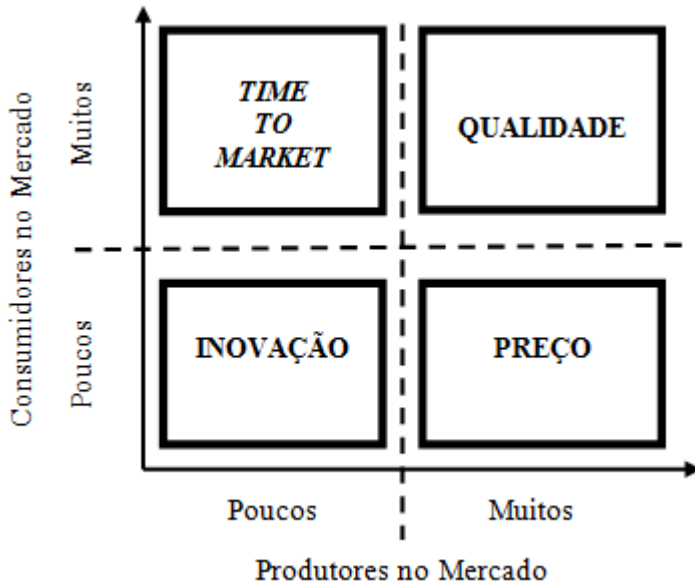 Consumidores no Mercado
Muitos
Poucos
TIME
TO
MARKET
QUALIDADE
INOVAÇÃO
PREÇO
Poucos
Muitos
Produtores no Mercado